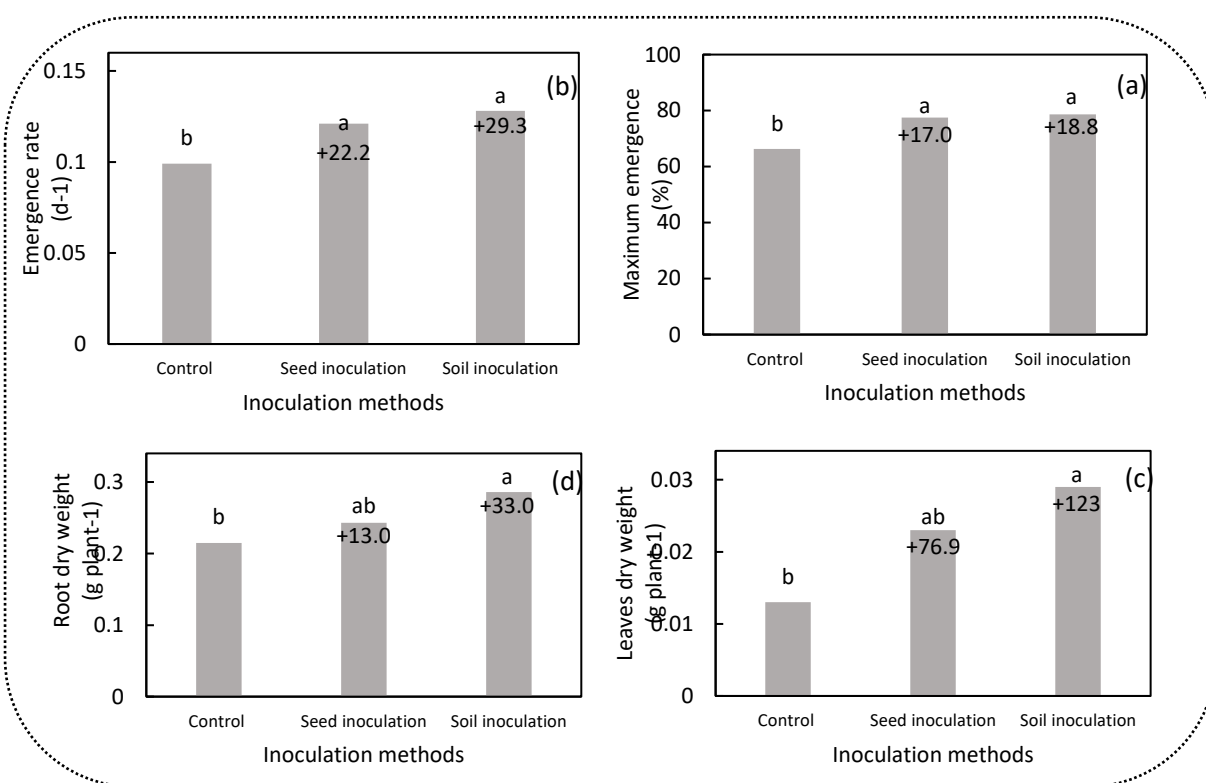 Emergence rate
(d-1)
0.15
0.1
0.05
0
(b)
b
a
+22.2
a
+29.3
Control
Seed inoculation
Soil inoculation
Inoculation methods
Maximum emergence
(%)
100
80
60
40
20
0
(a)
b
a
+17.0
a
+18.8
Control
Seed inoculation
Soil inoculation
Inoculation methods
Root dry weight
(g plant-1)
0.3
0.2
0.1
0
(d)
b
ab
+13.0
a
+33.0
Control
Seed inoculation
Soil inoculation
Inoculation methods
Leaves dry weight
(g plant-1)
0.03
0.02
0.01
0
(c)
b
ab
+76.9
a
+123
Control
Seed inoculation
Soil inoculation
Inoculation methods